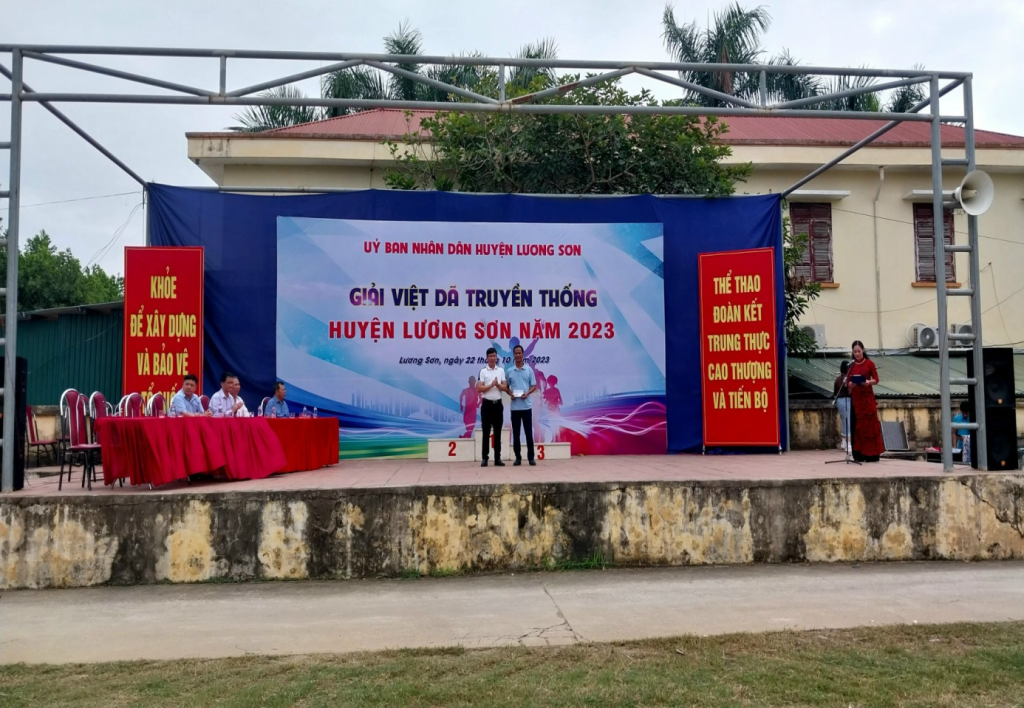 KHỎE
ĐỂ XÂY DỰNG
VÀ BẢO VỆ
UỶ BAN NHÂN DÂN HUYỆN LƯƠNG SƠN
GIẢI VIỆT DÃ TRUYỀN THỐNG
HUYỆN LƯƠNG SƠN NĂM 2023
Lương Sơn, ngày 22 tháng 10 năm 2023
THỂ THAO
ĐOÀN KẾT
TRUNG THỰC
CAO THƯỢNG
VÀ TIẾN BỘ
2
3